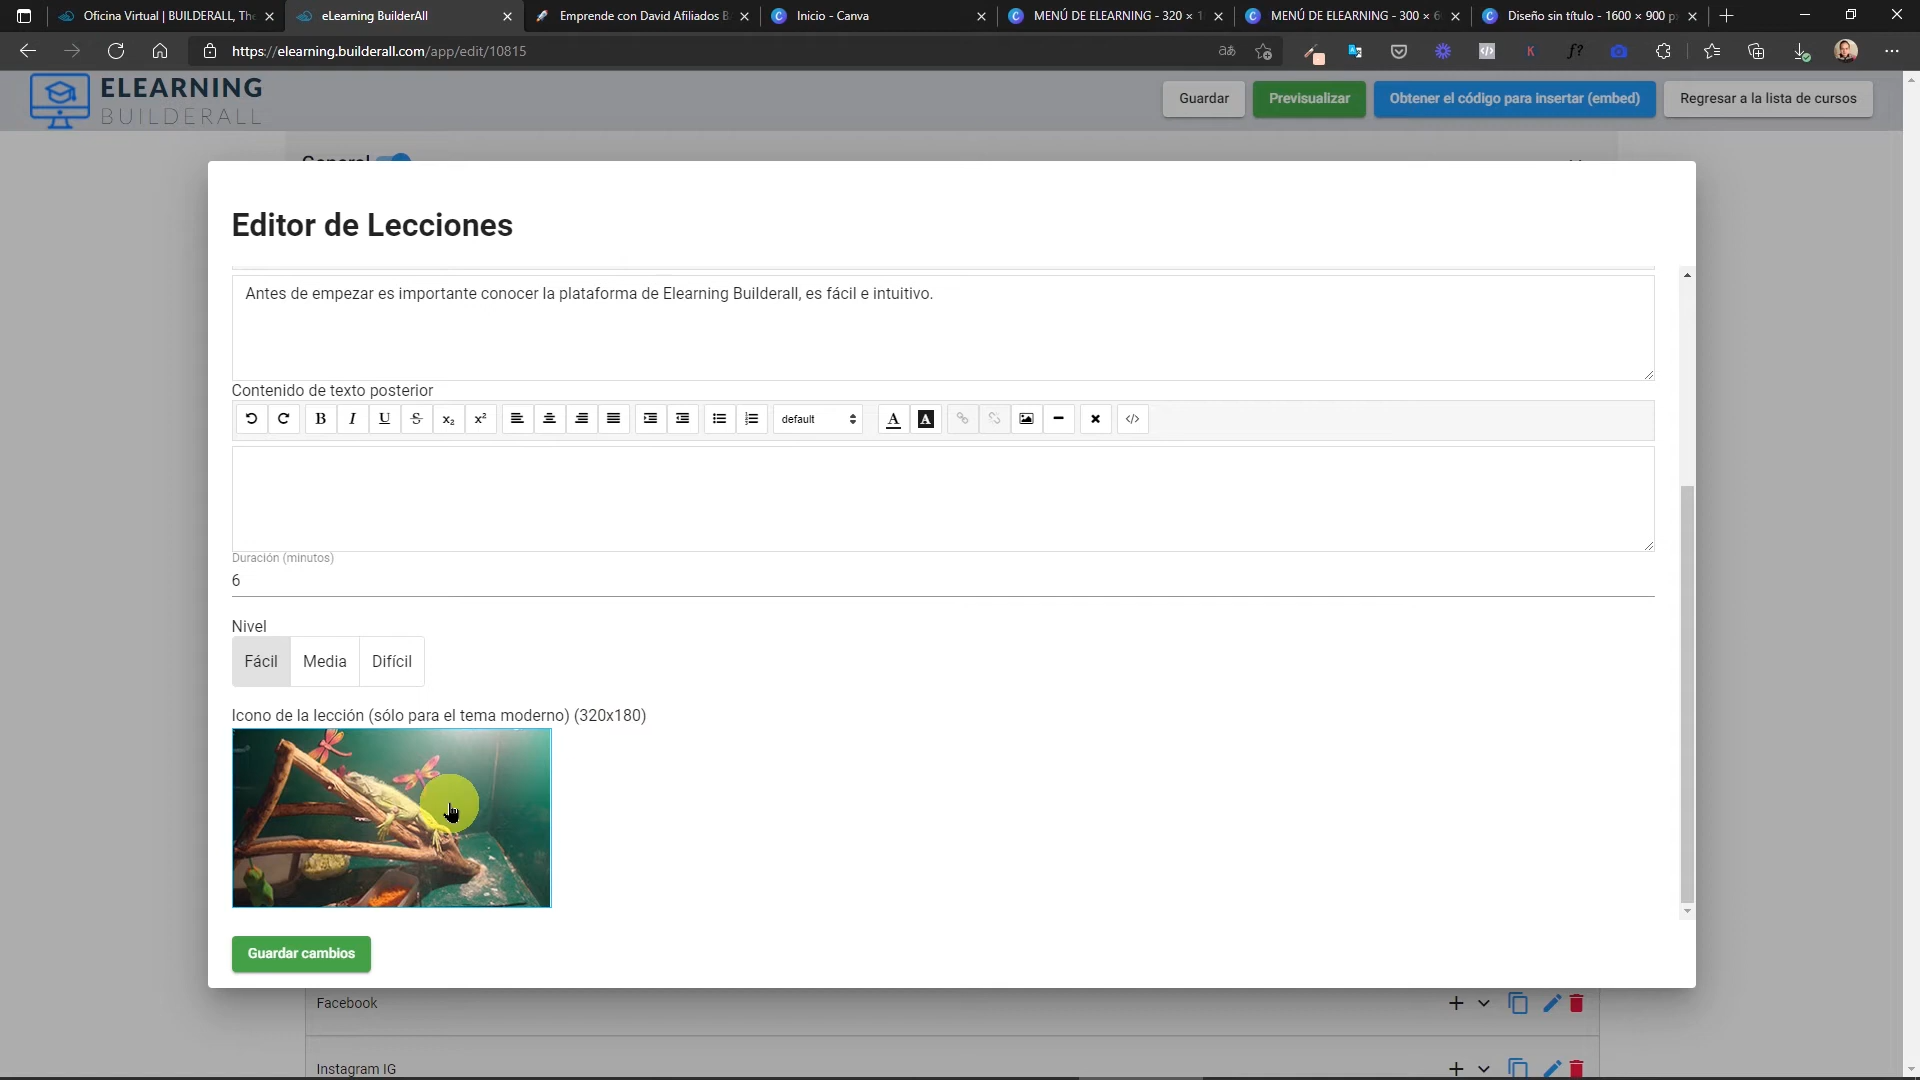 Oficina Virtual | BUILDERALL, The
eLearning BuilderAll
Emprende con David Afiliados B
Inicio - Canva
MENÚ DE ELEARNING - 320 × 1
MENÚ DE ELEARNING - 300 × 6
Diseño sin título - 1600 × 900 p
https://elearning.builderall.com/app/edit/10815
ELEARNING
BUILDERALL
Guardar
Previsualizar
Obtener el código para insertar (embed)
Regresar a la lista de cursos
General
Editor de Lecciones
Antes de empezar es importante conocer la plataforma de Elearning Builderall, es fácil e intuitivo.
Contenido de texto posterior
default
Duración (minutos)
6
Nivel
Fácil
Media
Difícil
Icono de la lección (sólo para el tema moderno) (320x180)
Guardar cambios
Facebook
Instagram IG